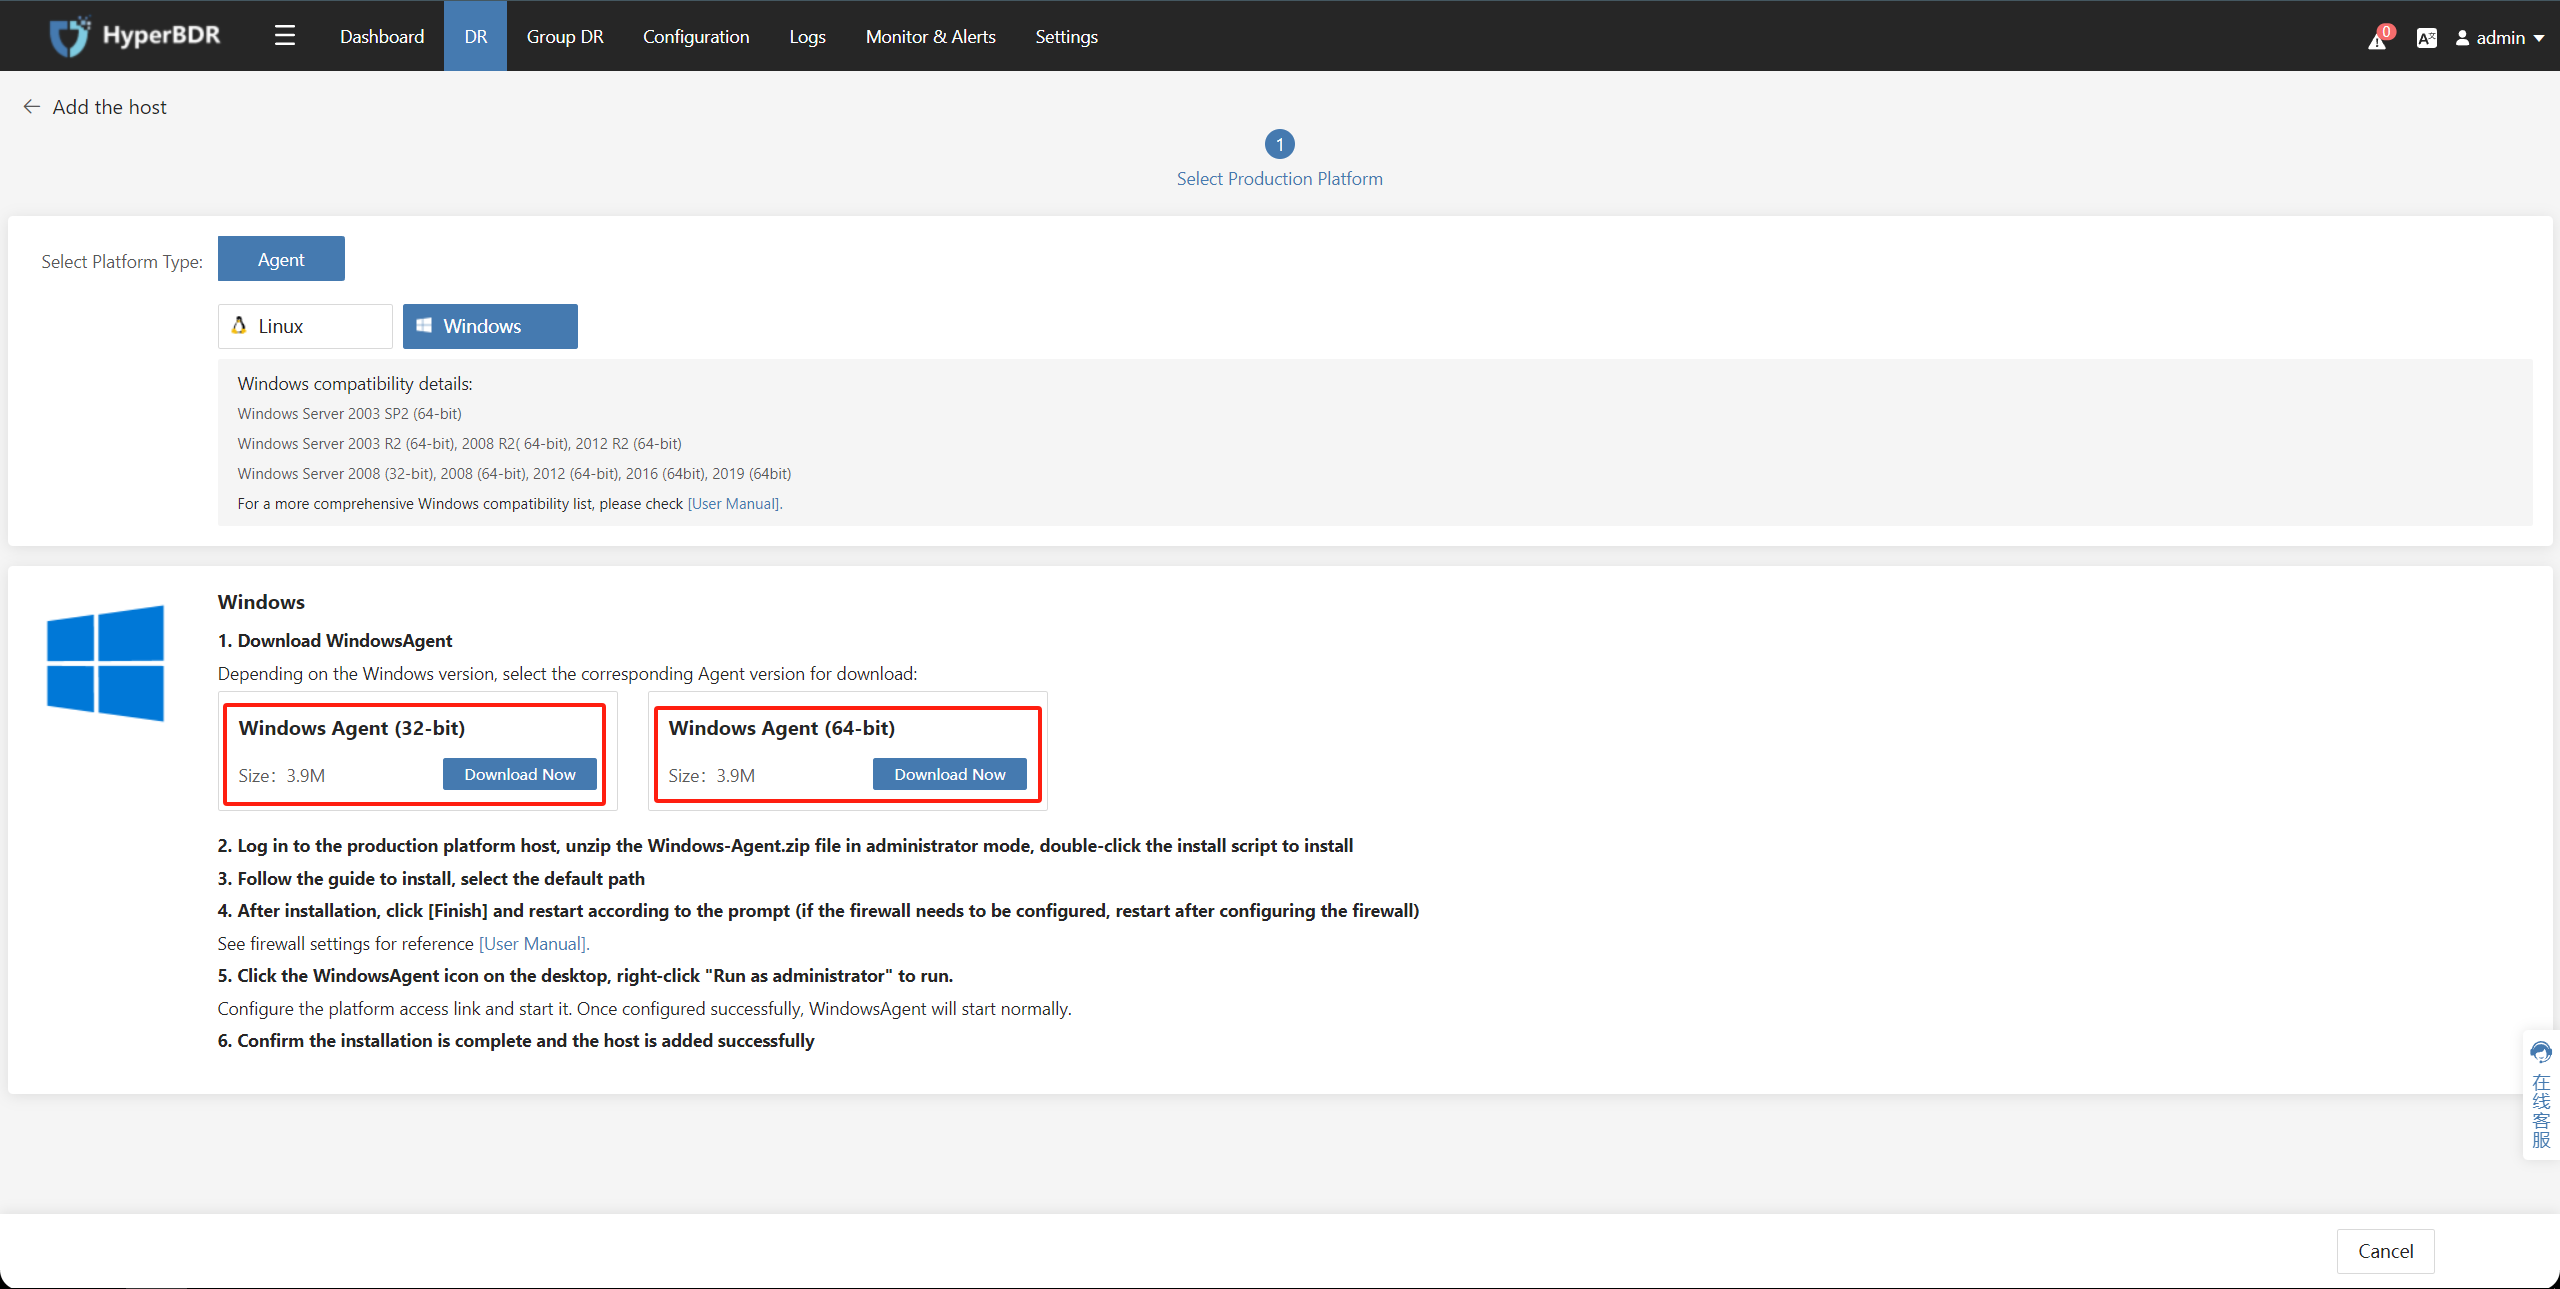 HyperBDR
Dashboard
DR
Group DR
Configuration
Logs
Monitor & Alerts
Settings
0
admin
Add the host
1
Select Production Platform
Select Platform Type:
Agent
Linux
Windows
Windows compatibility details:
Windows Server 2003 SP2 (64-bit)
Windows Server 2003 R2 (64-bit), 2008 R2( 64-bit), 2012 R2 (64-bit)
Windows Server 2008 (32-bit), 2008 (64-bit), 2012 (64-bit), 2016 (64bit), 2019 (64bit)
For a more comprehensive Windows compatibility list, please check [User Manual].
Windows
1. Download WindowsAgent
Depending on the Windows version, select the corresponding Agent version for download:
Windows Agent (32-bit)
Size： 3.9M
Download Now
Windows Agent (64-bit)
Size： 3.9M
Download Now
2. Log in to the production platform host, unzip the Windows-Agent.zip file in administrator mode, double-click the install script to install
3. Follow the guide to install, select the default path
4. After installation, click [Finish] and restart according to the prompt (if the firewall needs to be configured, restart after configuring the firewall)
See firewall settings for reference [User Manual].
5. Click the WindowsAgent icon on the desktop, right-click "Run as administrator" to run.
Configure the platform access link and start it. Once configured successfully, WindowsAgent will start normally.
6. Confirm the installation is complete and the host is added successfully
在线客服
Cancel